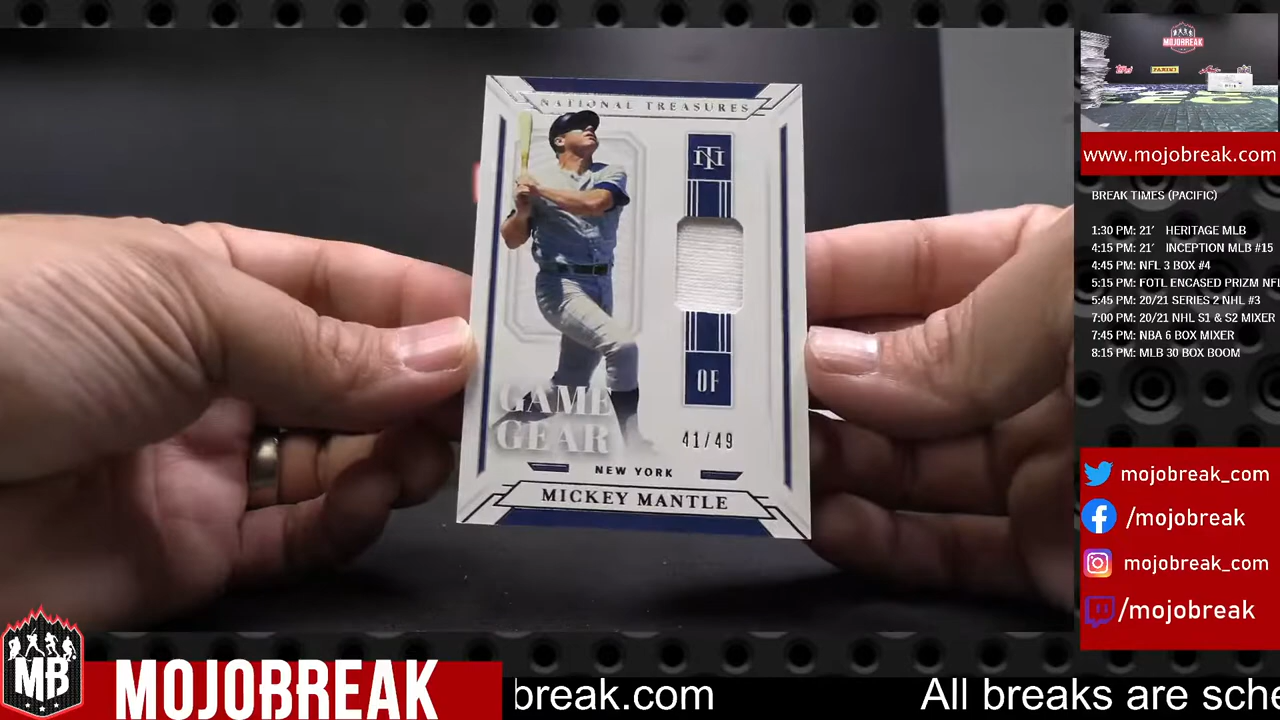 NATIONAL TREASURES
NT
OF
GAME
GEAR
41/49
NEW YORK
MICKEY MANTLE
MOJOBREAK
topps
PANINI
www.mojobreak.com
BREAK TIMES (PACIFIC)
1:30 PM: 21' HERITAGE MLB
4:15 PM: 21' INCEPTION MLB #15
4:45 PM: NFL 3 BOX #4
5:15 PM: FOTL ENCASED PRIZM NFL
5:45 PM: 20/21 SERIES 2 NHL #3
7:00 PM: 20/21 NHL S1 & S2 MIXER
7:45 PM: NBA 6 BOX MIXER
8:15 PM: MLB 30 BOX BOOM
mojobreak_com
/mojobreak
mojobreak_com
/mojobreak
MB
MOJOBREAK
break.com
All breaks are sche